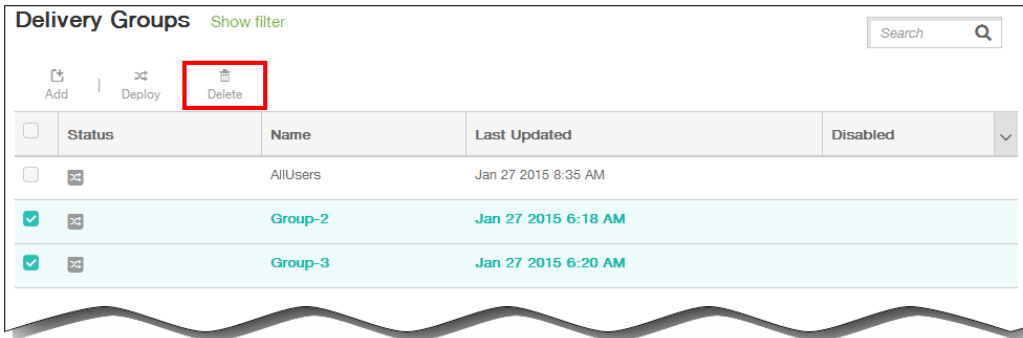 Delivery Groups Show filter
Search
Add | Deploy Delete
Status Name Last Updated Disabled
AllUsers Jan 27 2015 8:35 AM
Group-2 Jan 27 2015 6:18 AM
Group-3 Jan 27 2015 6:20 AM